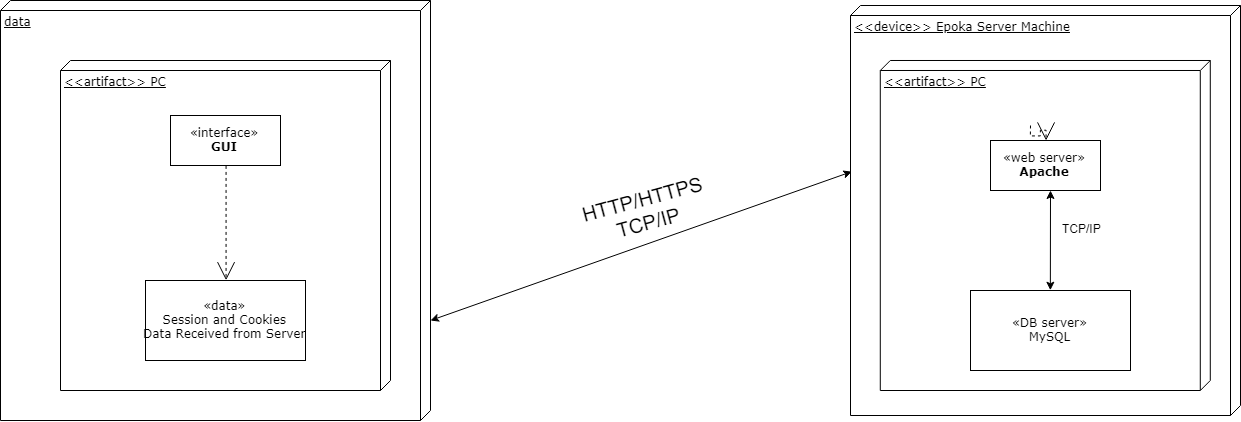 data
<<artifact>> PC
«interface»
GUI
«data»
Session and Cookies
Data Received from Server
HTTP/HTTPS
TCP/IP
<<device>> Epoka Server Machine
<<artifact>> PC
«web server»
Apache
TCP/IP
«DB server»
MySQL